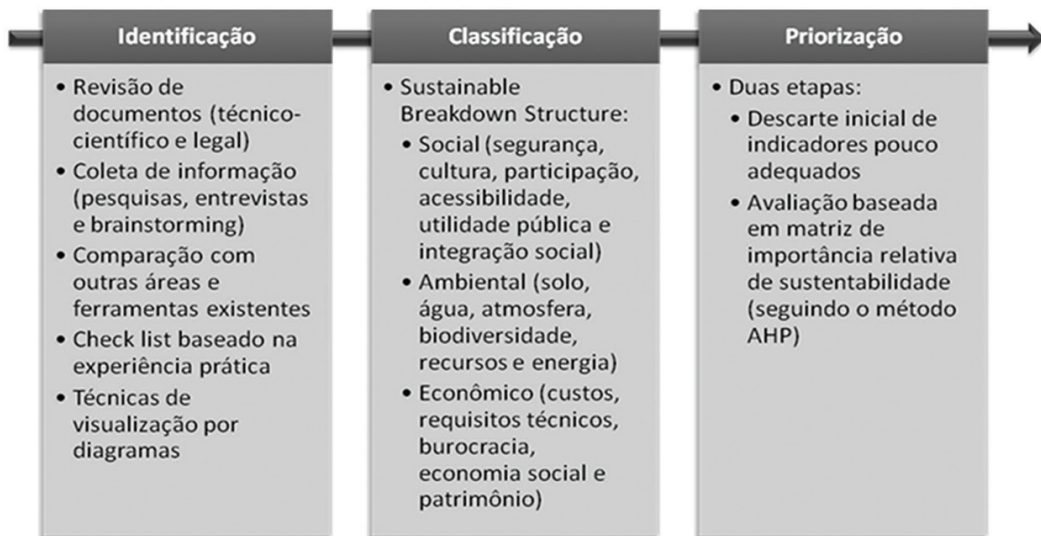 Identificação
• Revisão de
documentos (técnico-
científico e legal)
• Coleta de informação
(pesquisas, entrevistas
e brainstorming)
• Comparação com
outras áreas e
ferramentas existentes
• Check list baseado na
experiência prática
• Técnicas de
visualização por
diagramas
Classificação
• Sustainable
Breakdown Structure:
• Social (segurança,
cultura, participação,
acessibilidade,
utilidade pública e
integração social)
• Ambiental (solo,
água, atmosfera,
biodiversidade,
recursos e energia)
• Econômico (custos,
requisitos técnicos,
burocracia,
economia social e
patrimônio)
Priorização
• Duas etapas:
• Descarte inicial de
indicadores pouco
adequados
• Avaliação baseada
em matriz de
importância relativa
de sustentabilidade
(seguindo o método
AHP)